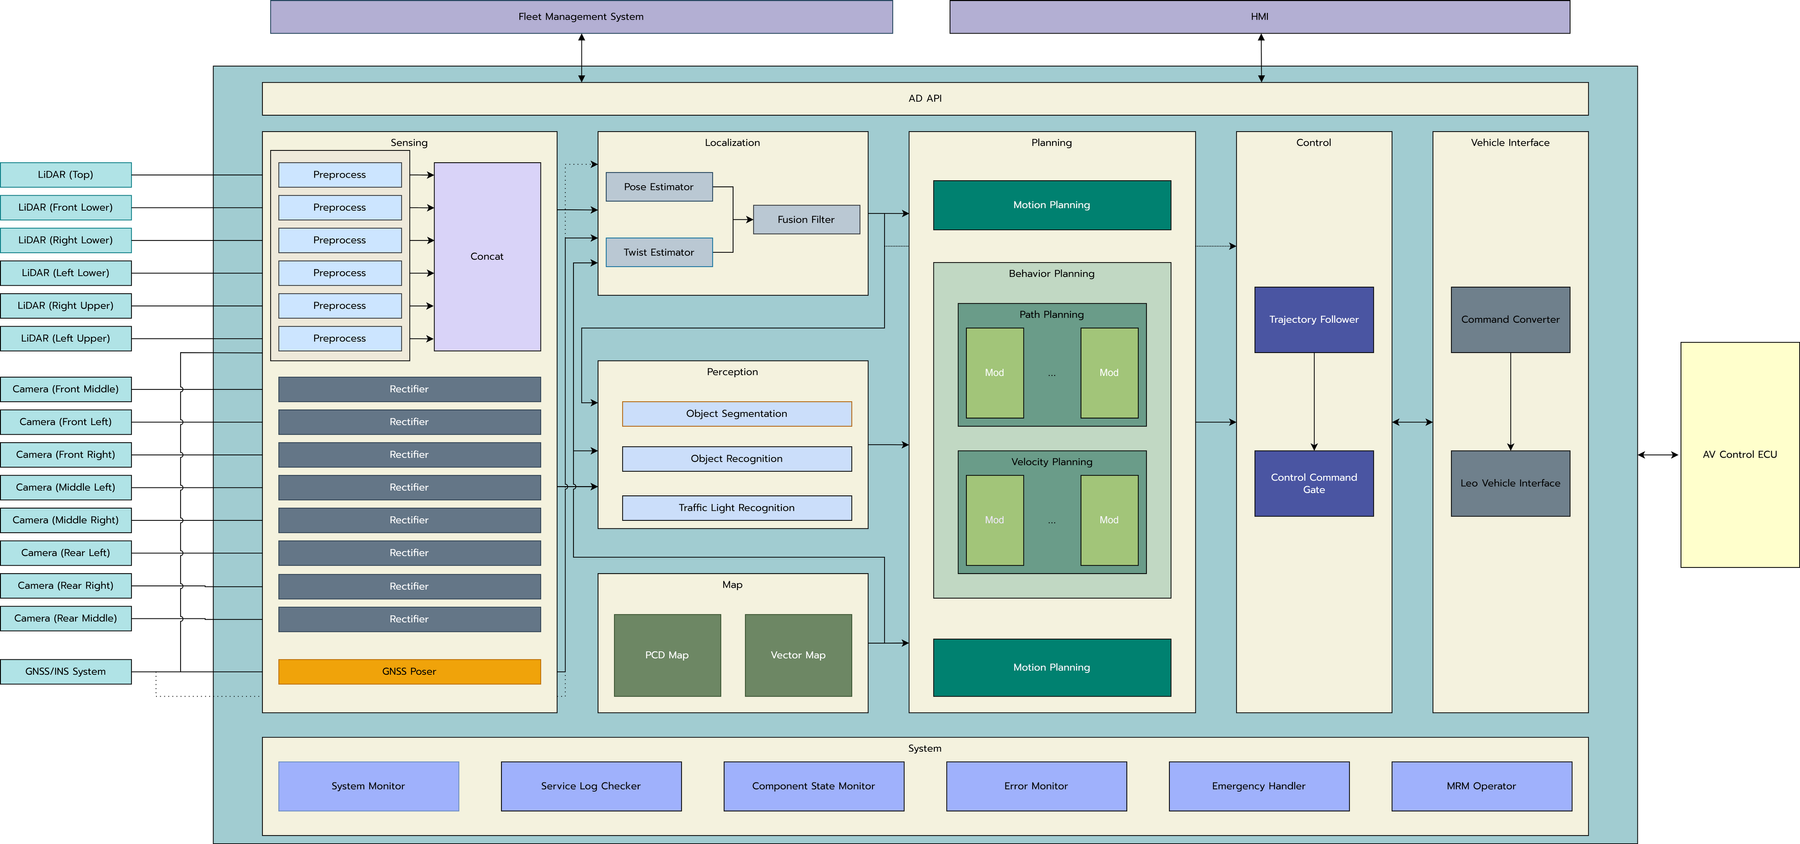 Fleet Management System
HMI
AD API
LiDAR (Top)
LiDAR (Front Lower)
LiDAR (Right Lower)
LiDAR (Left Lower)
LiDAR (Right Upper)
LiDAR (Left Upper)
Camera (Front Middle)
Camera (Front Left)
Camera (Front Right)
Camera (Middle Left)
Camera (Middle Right)
Camera (Rear Left)
Camera (Rear Right)
Camera (Rear Middle)
GNSS/INS System
Sensing
Preprocess
Preprocess
Preprocess
Preprocess
Preprocess
Preprocess
Concat
Rectifier
Rectifier
Rectifier
Rectifier
Rectifier
Rectifier
Rectifier
Rectifier
GNSS Poser
Localization
Pose Estimator
Fusion Filter
Twist Estimator
Perception
Object Segmentation
Object Recognition
Traffic Light Recognition
Map
PCD Map
Vector Map
Planning
Motion Planning
Behavior Planning
Path Planning
Mod
...
Mod
Velocity Planning
Mod
...
Mod
Motion Planning
Control
Trajectory Follower
Control Command
Gate
Vehicle Interface
Command Converter
Leo Vehicle Interface
AV Control ECU
System
System Monitor
Service Log Checker
Component State Monitor
Error Monitor
Emergency Handler
MRM Operator